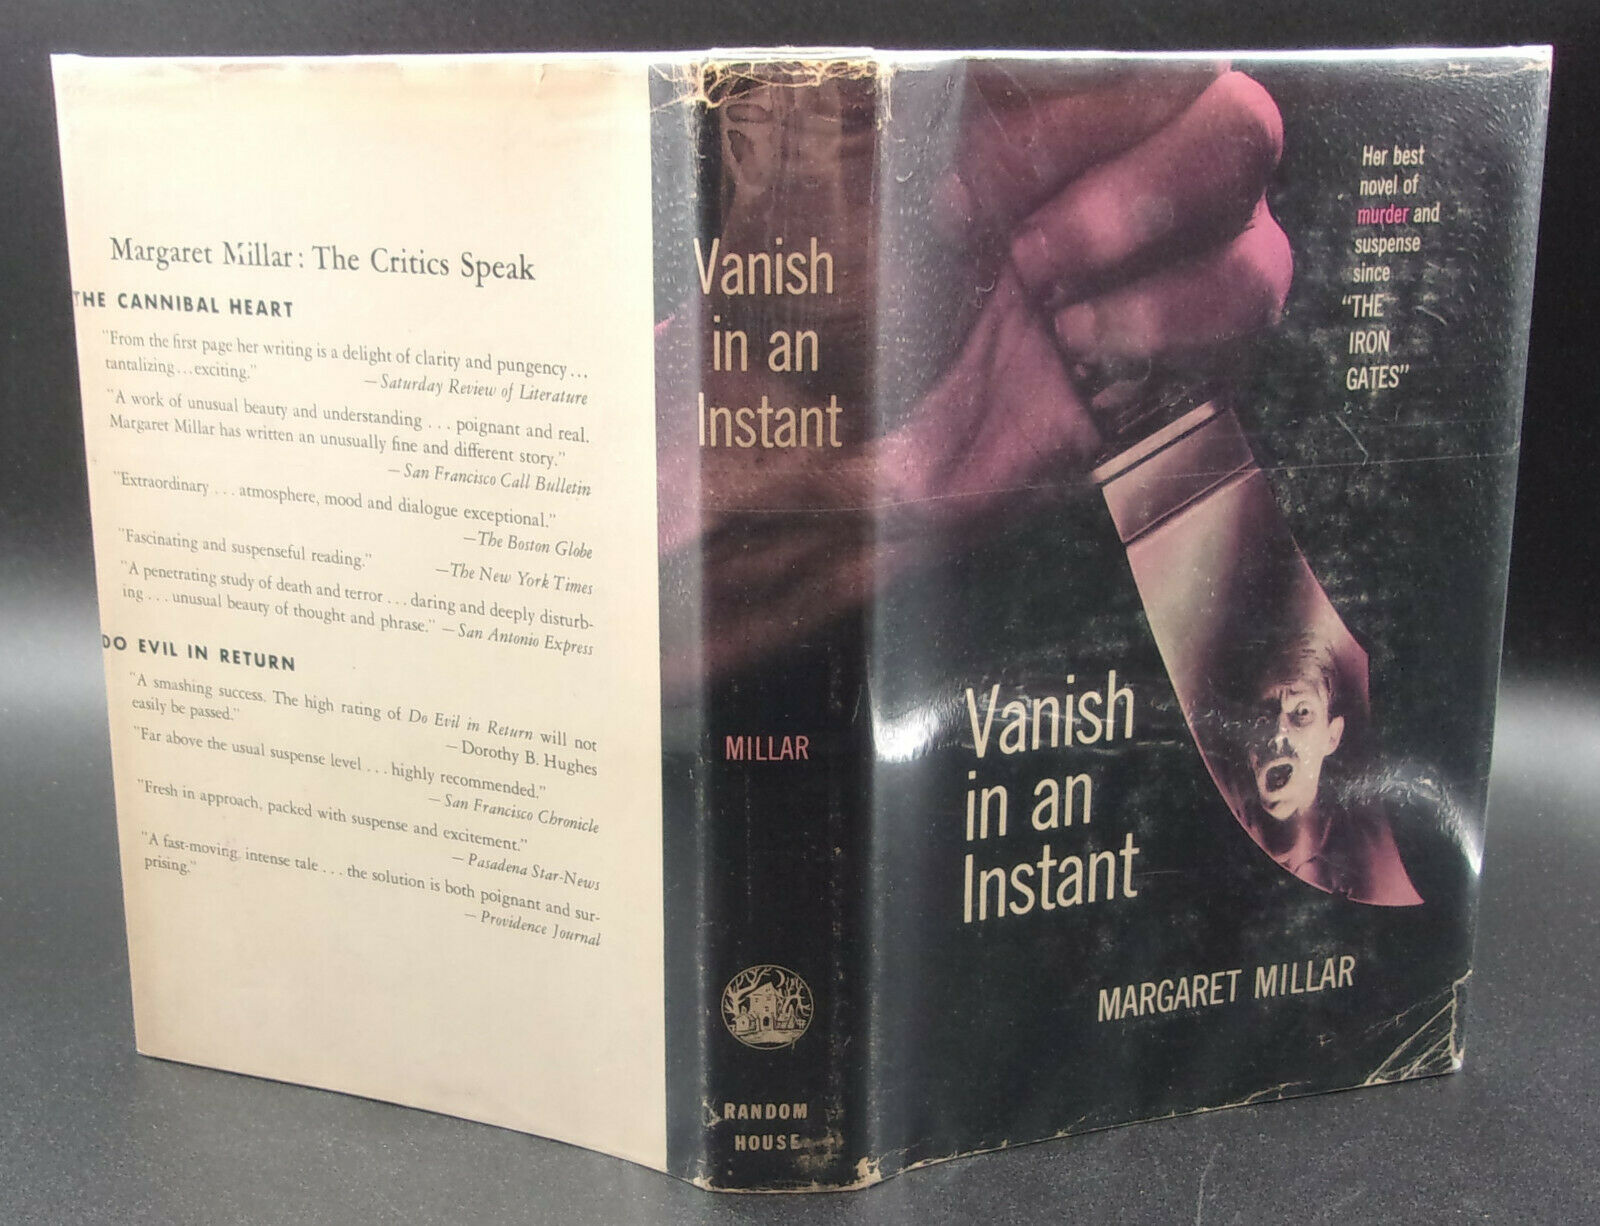 Margaret Millar: The Critics Speak
THE CANNIBAL HEART
"From the first page her writing is a delight of clarity and pungency ...
tantalizing...exciting."
—Saturday Review of Literature
"A work of unusual beauty and understanding ... poignant and real.
Margaret Millar has written an unusually fine and different story."
—San Francisco Call Bulletin
"Extraordinary ... atmosphere, mood and dialogue exceptional."
—The Boston Globe
"Fascinating and suspenseful reading."
—The New York Times
"A penetrating study of death and terror ... daring and deeply disturb-
ing ... unusual beauty of thought and phrase." —San Antonio Express
DO EVIL IN RETURN
"A smashing success. The high rating of Do Evil in Return will not
easily be passed."
—Dorothy B. Hughes
"Far above the usual suspense level ... highly recommended."
—San Francisco Chronicle
"Fresh in approach, packed with suspense and excitement."
—Pasadena Star-News
"A fast-moving, intense tale ... the solution is both poignant and sur-
prising."
—Providence Journal
Vanish
in an
Instant
MILLAR
RANDOM
HOUSE
Her best
novel of
murder and
suspense
since
"THE
IRON
GATES"
Vanish
in an
Instant
MARGARET MILLAR